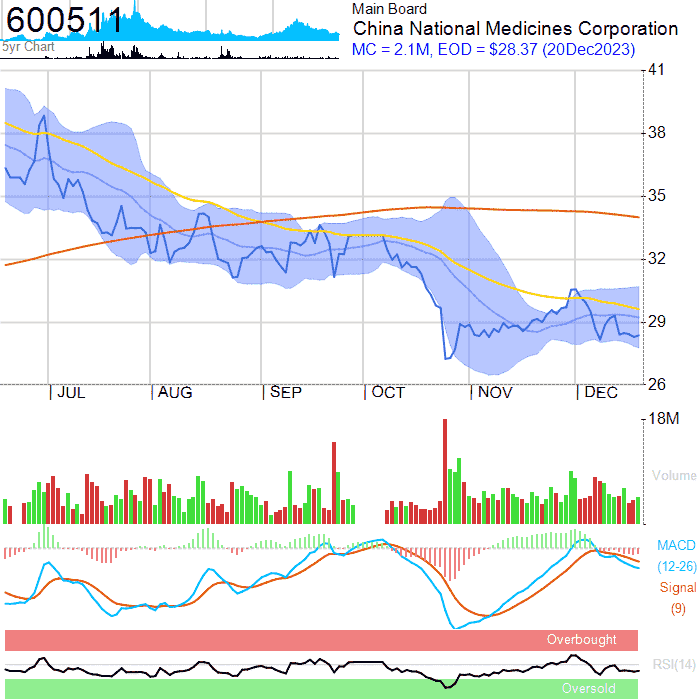 600511
5yr Chart
Main Board
China National Medicines Corporation
MC = 2.1M, EOD = $28.37 (20Dec2023)
41
38
35
32
29
26
JUL AUG SEP OCT NOV DEC
18M
Volume
MACD
(12-26)
Signal
(9)
Overbought
RSI(14)
Oversold